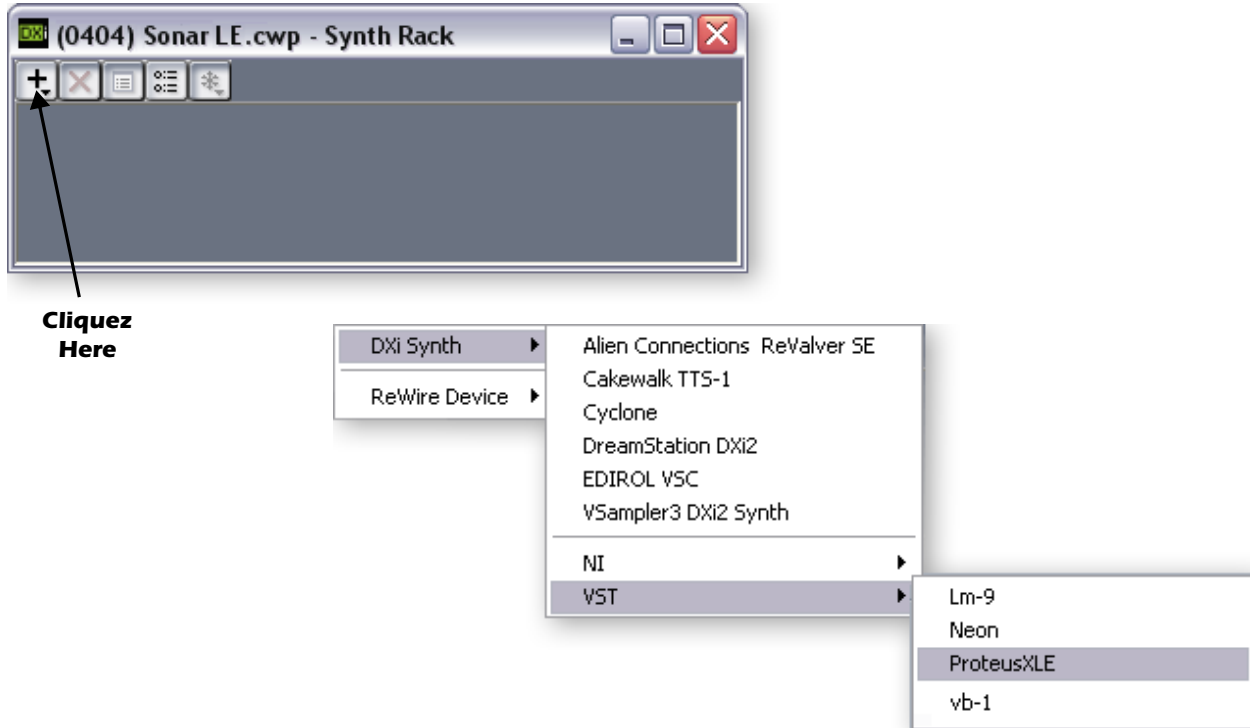 DXi (0404) Sonar LE.cwp - Synth Rack
Cliquez
Here
DXi Synth
ReWire Device
Alien Connections ReValver SE
Cakewalk TTS-1
Cyclone
DreamStation DXi2
EDIROL VSC
VSampler3 DXi2 Synth
NI
VST
Lm-9
Neon
ProteusXLE
vb-1